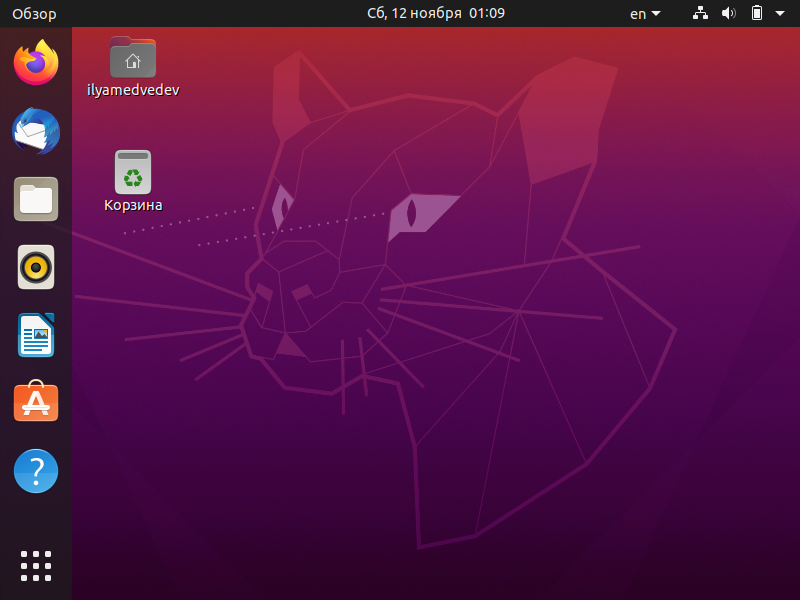 Обзор
Сб, 12 ноября 01:09
en
ilyamedvedev
Корзина